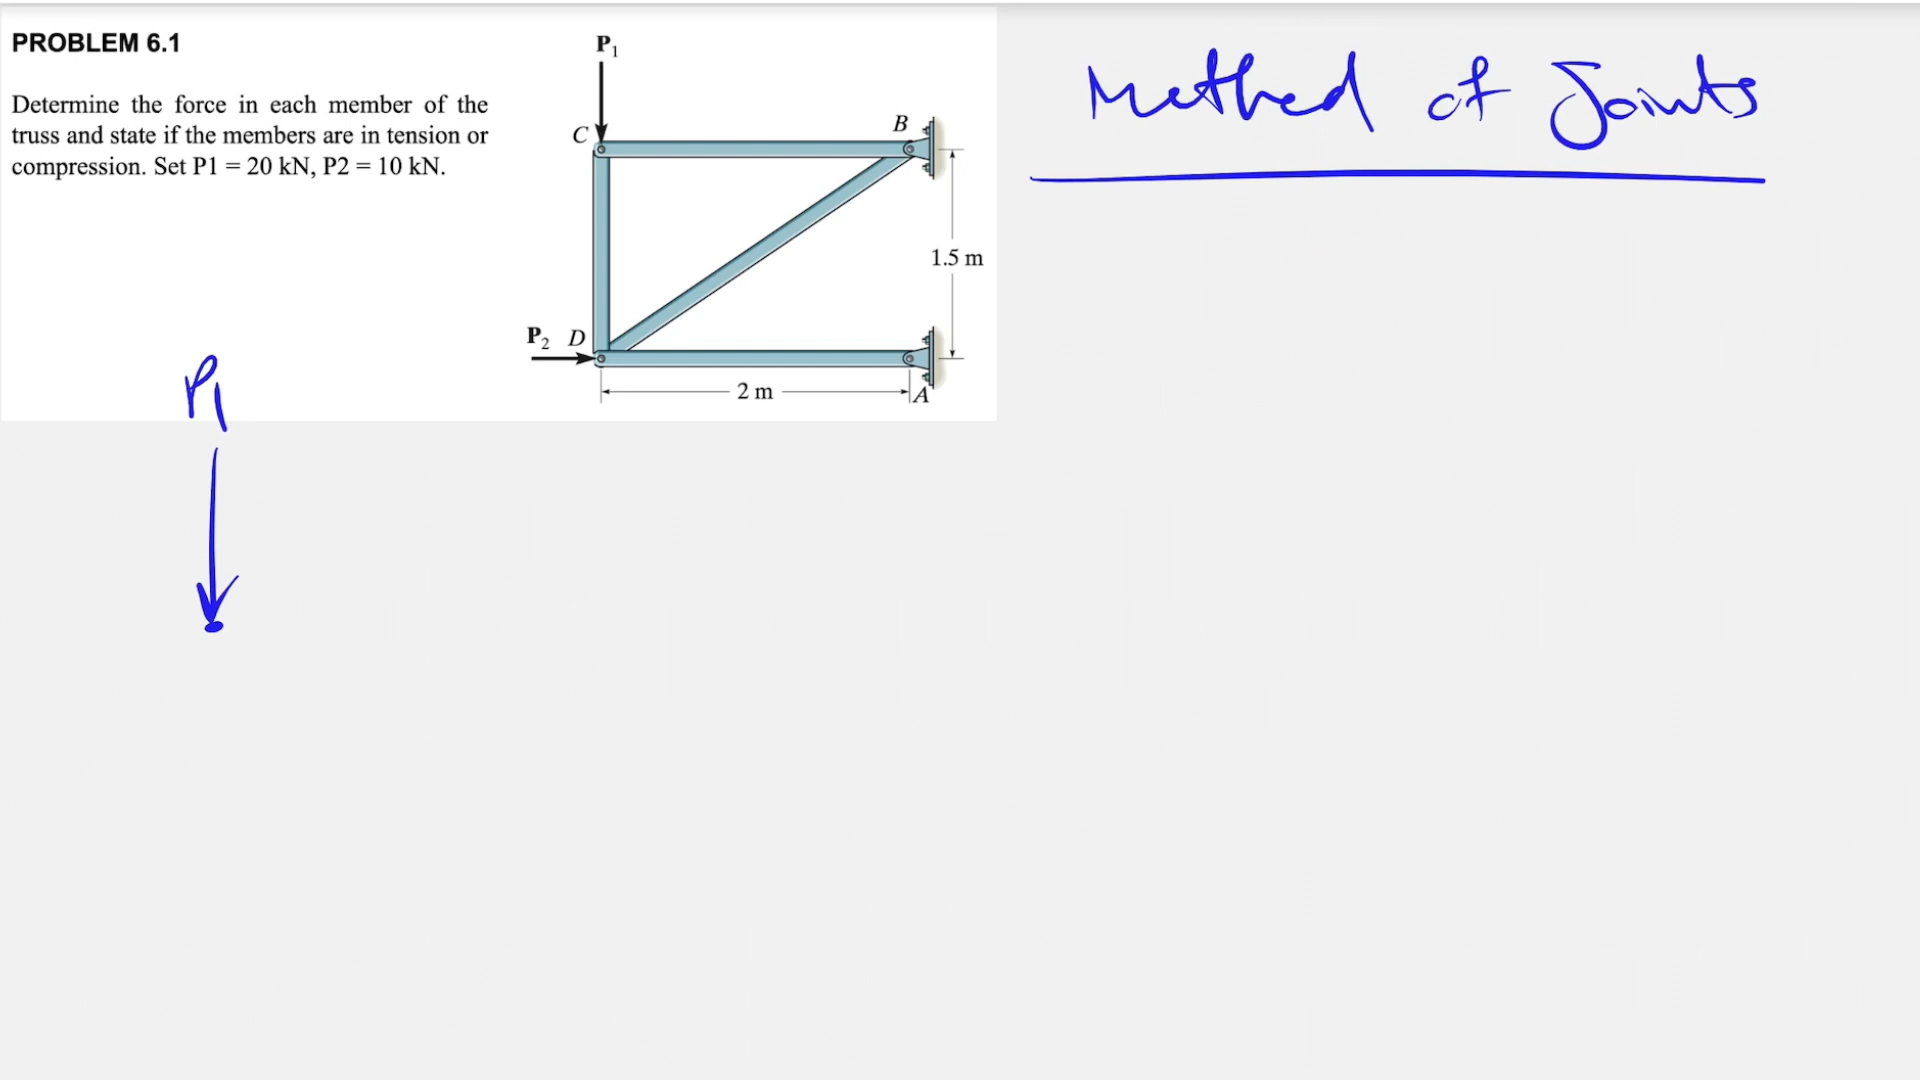 PROBLEM 6.1
Determine the force in each member of the
truss and state if the members are in tension or
compression. Set P1 = 20 kN, P2 = 10 kN.
P₁
C
B
1.5 m
P₂ D
2 m
A
Method of Joints
P₁